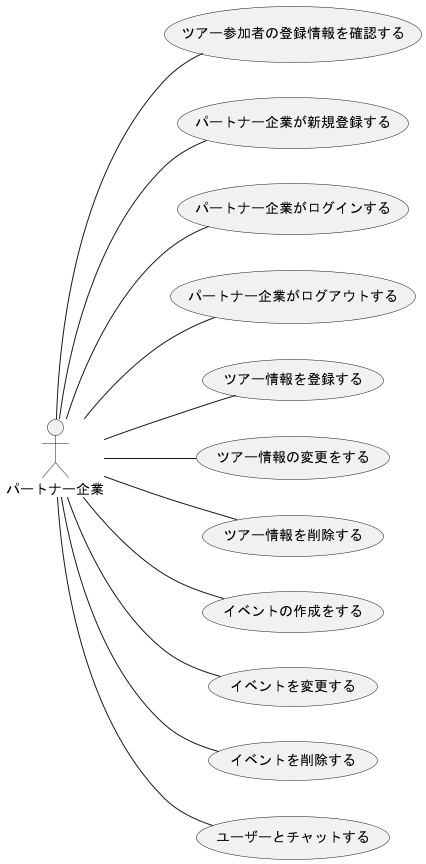 ツアー参加者の登録情報を確認する
パートナー企業が新規登録する
パートナー企業がログインする
パートナー企業がログアウトする
ツアー情報を登録する
ツアー情報の変更をする
パートナー企業
ツアー情報を削除する
イベントの作成をする
イベントを変更する
イベントを削除する
ユーザーとチャットする